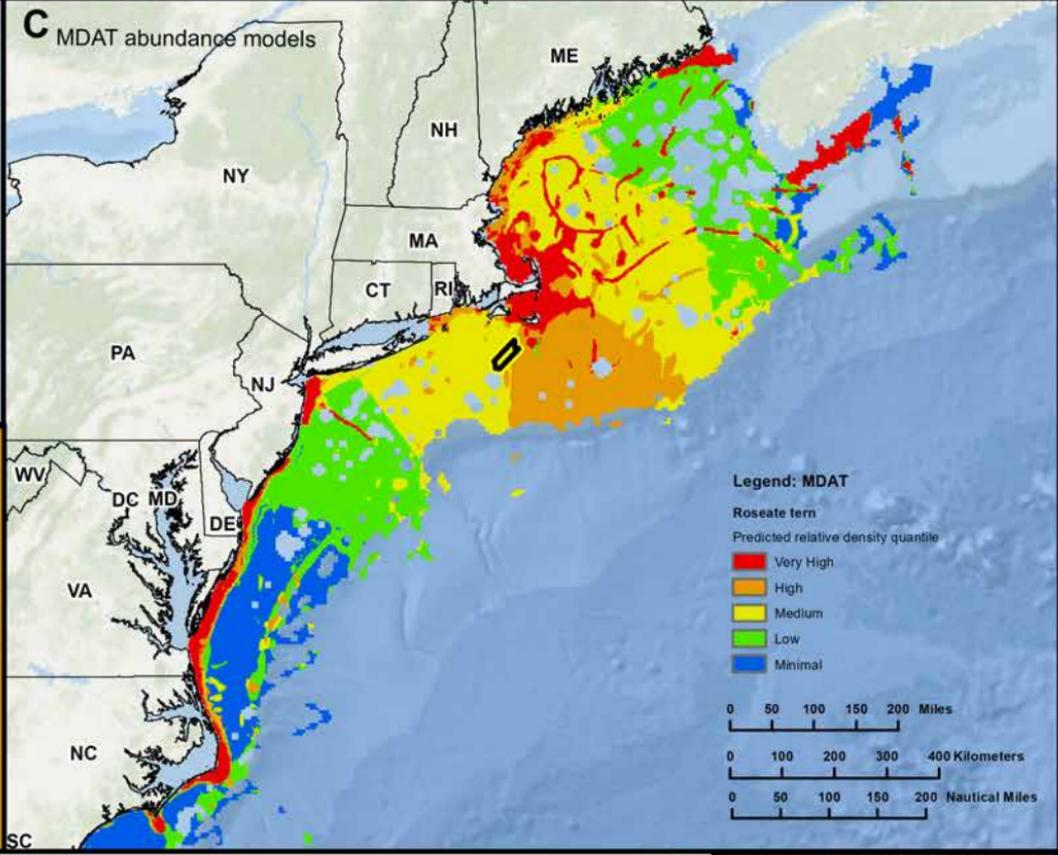 C MDAT abundance models
ME
NH
NY
MA
CT
RI
PA
NJ
WV
DC
MD
DE
VA
NC
SC
Legend: MDAT
Roseate tern
Predicted relative density quantile
Very High
High
Medium
Low
Minimal
0 50 100 150 200 Miles
0 100 200 300 400 Kilometers
0 50 100 150 200 Nautical Miles